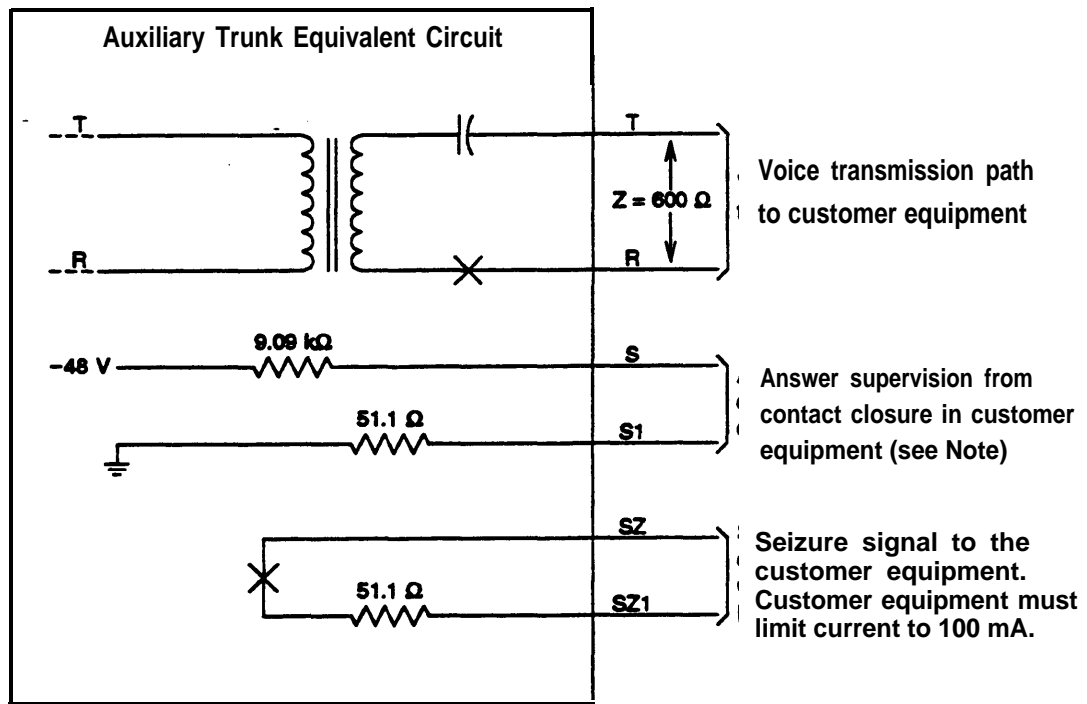 Auxiliary Trunk Equivalent Circuit
T
T
Z = 600 Ω
R
R
Voice transmission path
to customer equipment
9.09 kΩ
-48 V
S
51.1 Ω
S1
Answer supervision from
contact closure in customer
equipment (see Note)
SZ
51.1 Ω
SZ1
Seizure signal to the
customer equipment.
Customer equipment must
limit current to 100 mA.